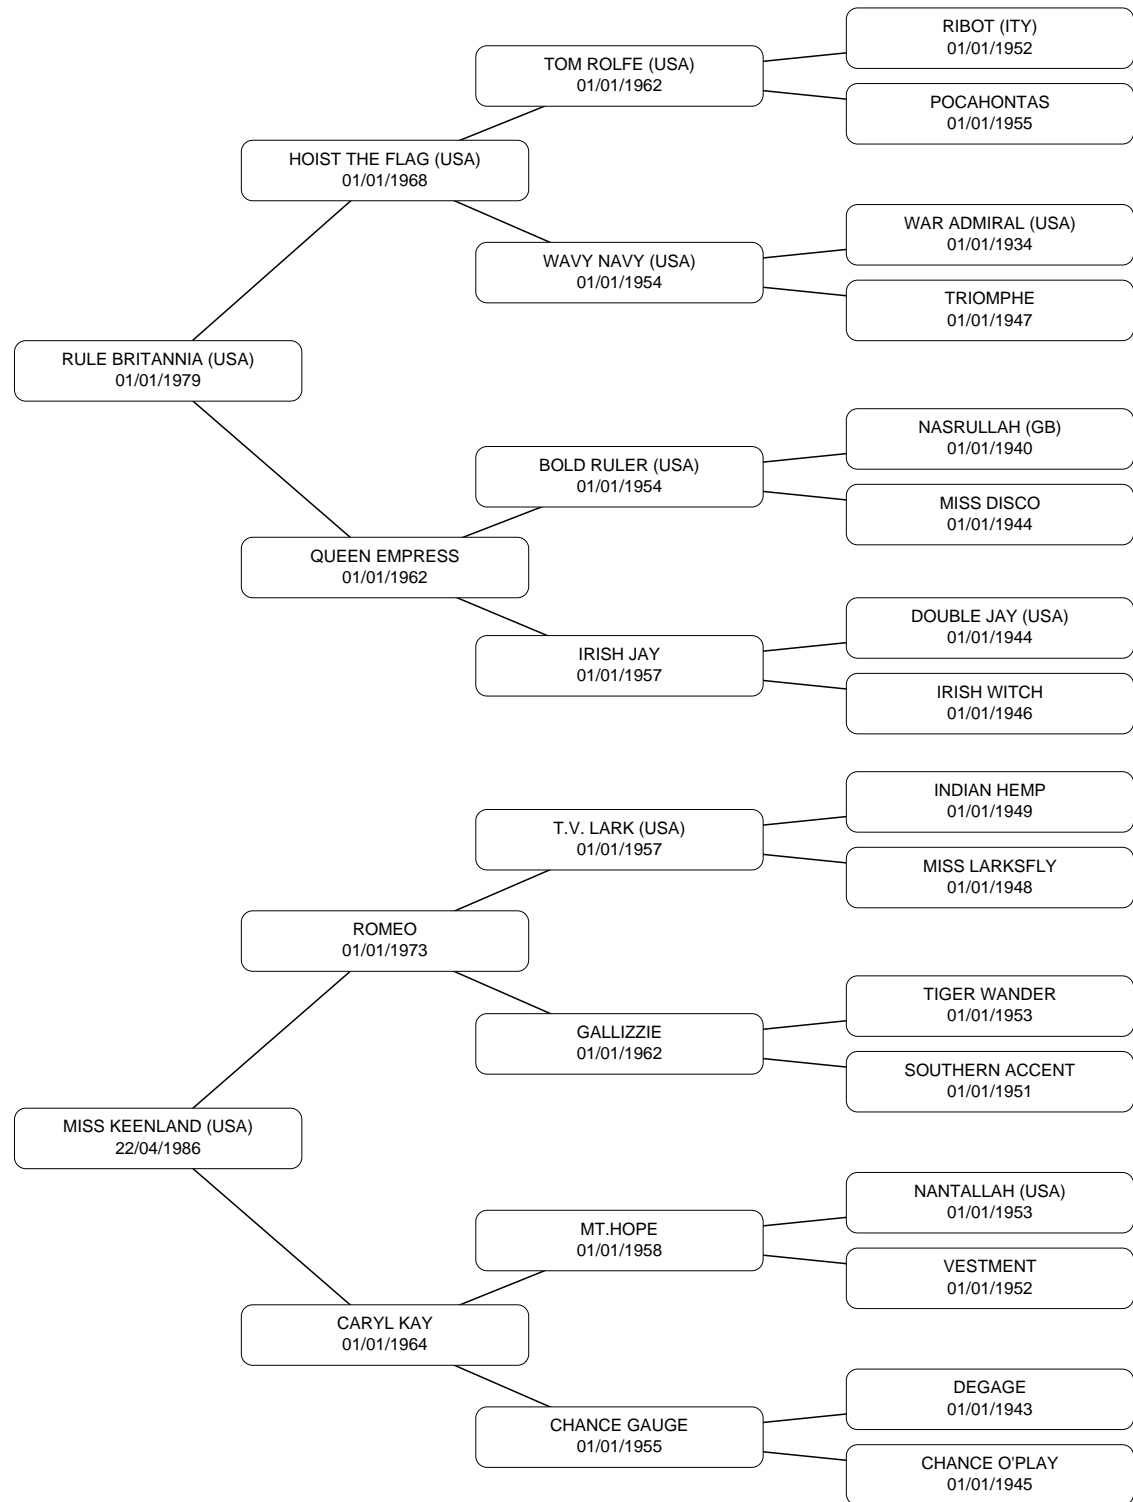 RIBOT (ITY)
01/01/1952
TOM ROLFE (USA)
01/01/1962
POCAHONTAS
01/01/1955
HOIST THE FLAG (USA)
01/01/1968
WAR ADMIRAL (USA)
01/01/1934
WAVY NAVY (USA)
01/01/1954
TRIOMPHE
01/01/1947
RULE BRITANNIA (USA)
01/01/1979
NASRULLAH (GB)
01/01/1940
BOLD RULER (USA)
01/01/1954
MISS DISCO
01/01/1944
QUEEN EMPRESS
01/01/1962
DOUBLE JAY (USA)
01/01/1944
IRISH JAY
01/01/1957
IRISH WITCH
01/01/1946
INDIAN HEMP
01/01/1949
T.V. LARK (USA)
01/01/1957
MISS LARKSFLY
01/01/1948
ROMEO
01/01/1973
TIGER WANDER
01/01/1953
GALLIZZIE
01/01/1962
SOUTHERN ACCENT
01/01/1951
MISS KEENLAND (USA)
22/04/1986
NANTALLAH (USA)
01/01/1953
MT.HOPE
01/01/1958
VESTMENT
01/01/1952
CARYL KAY
01/01/1964
DEGAGE
01/01/1943
CHANCE GAUGE
01/01/1955
CHANCE O'PLAY
01/01/1945